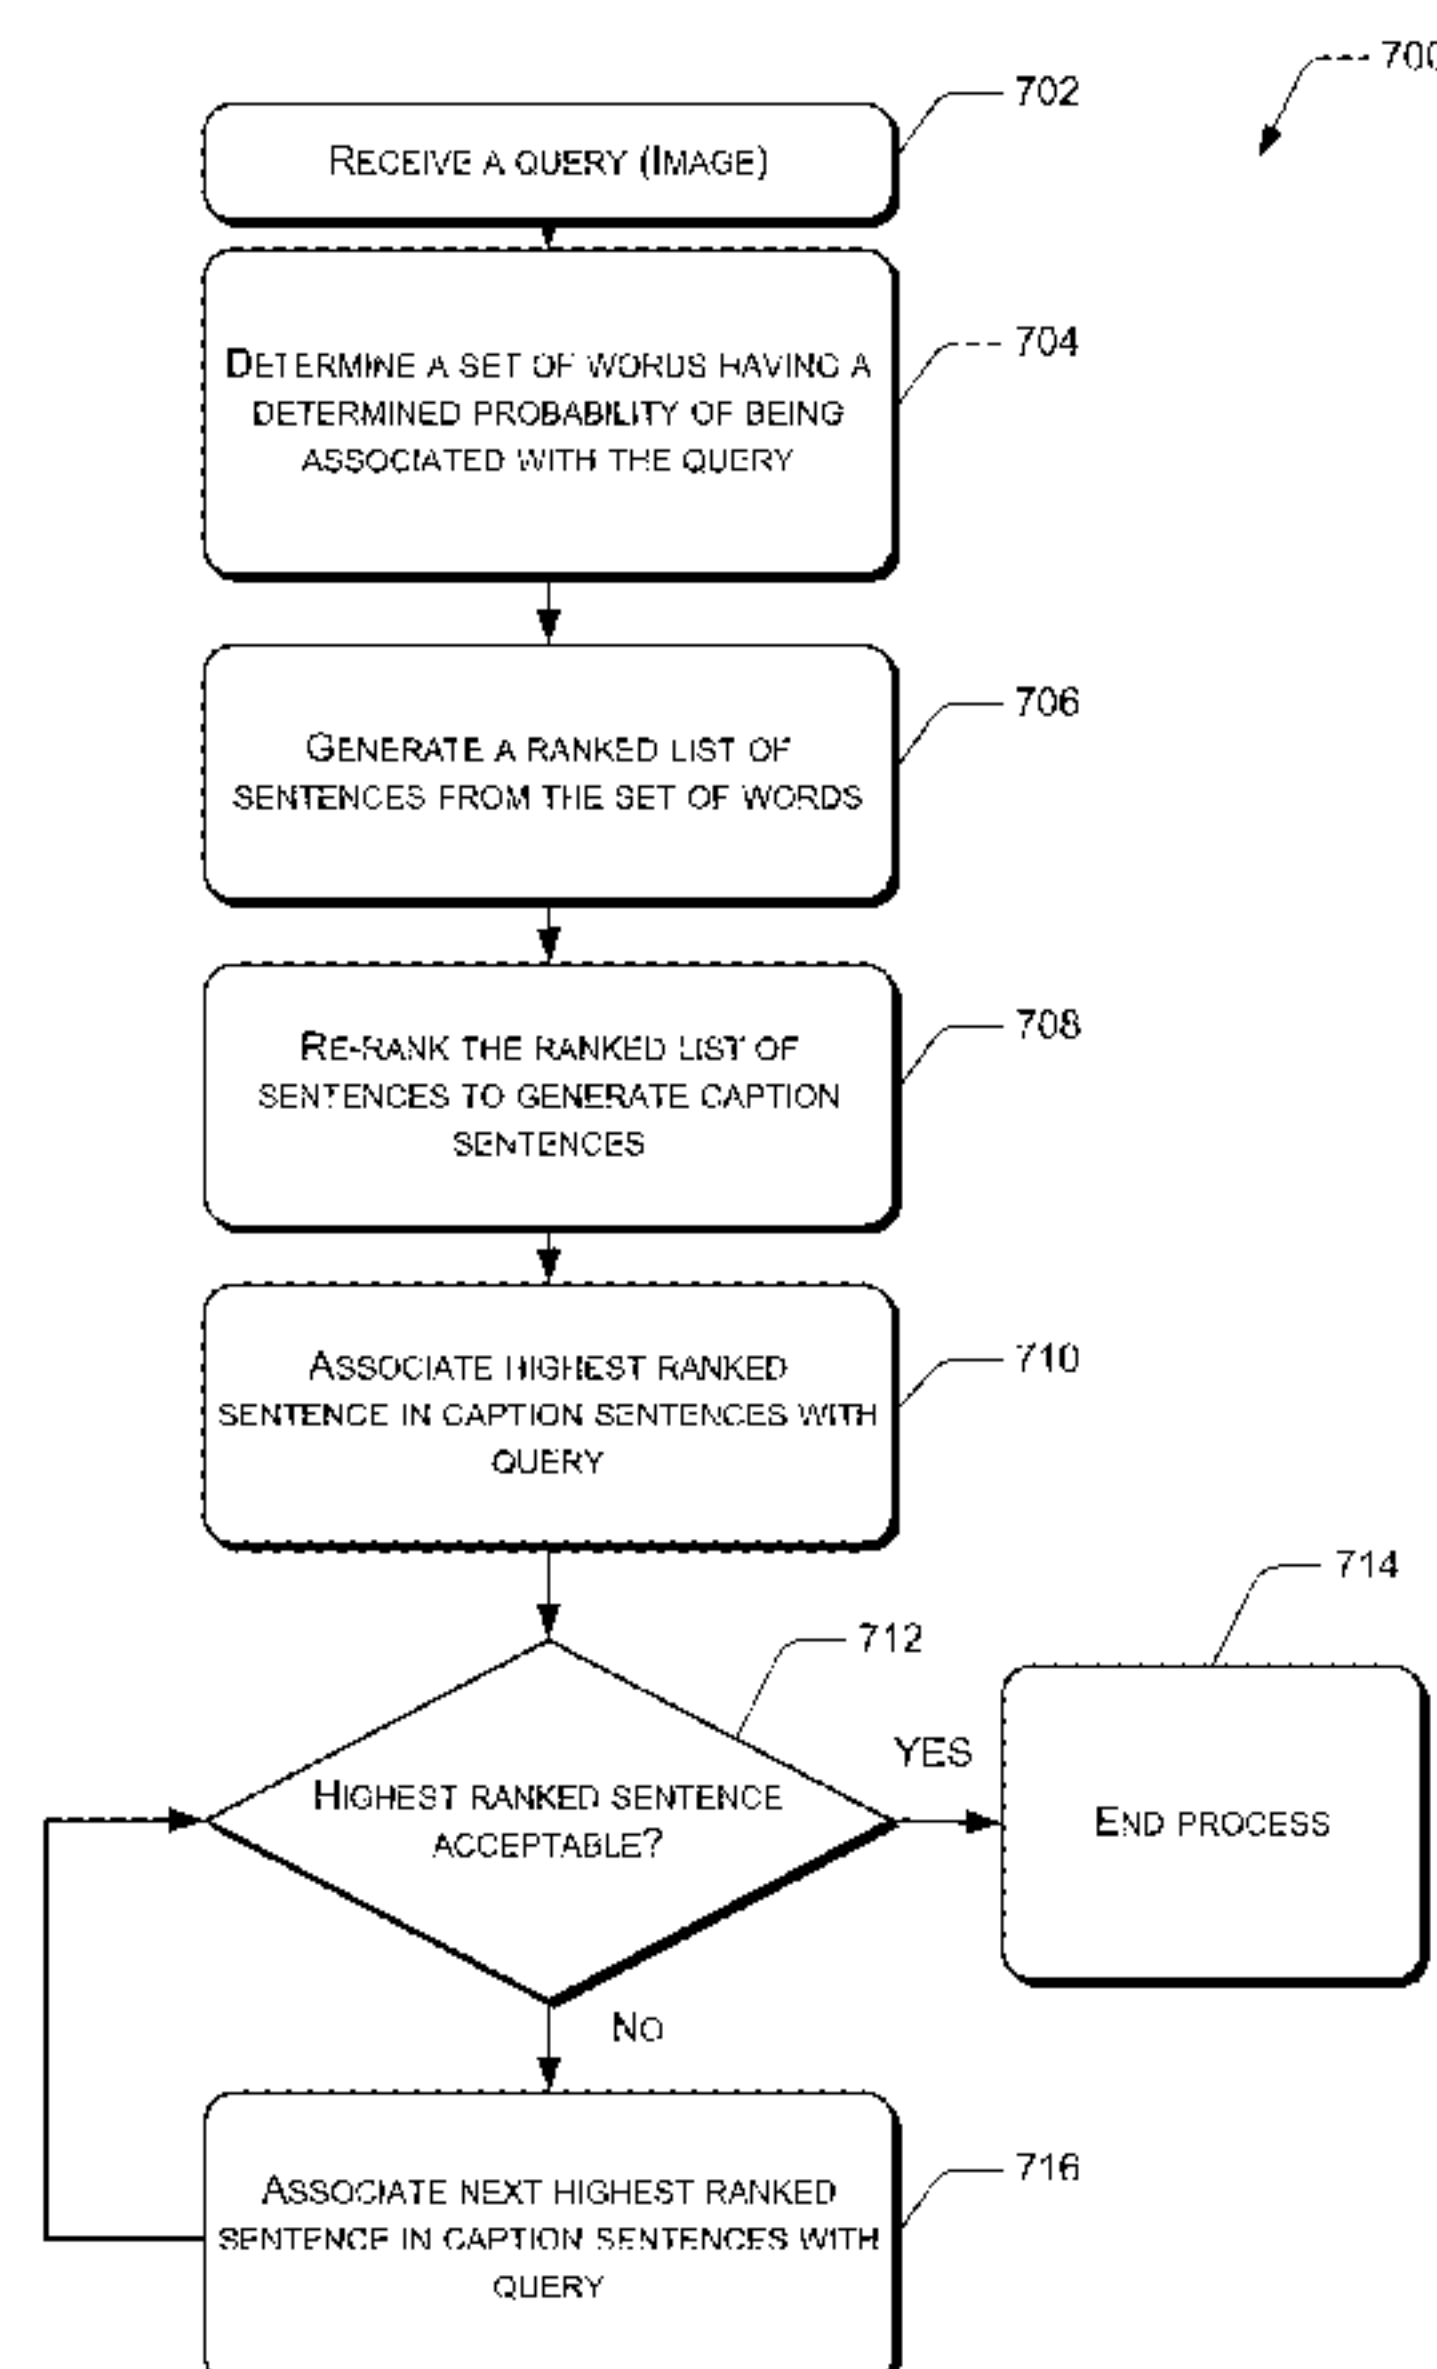 700
702
RECEIVE A QUERY (IMAGE)
704
DETERMINE A SET OF WORDS HAVING A
DETERMINED PROBABILITY OF BEING
ASSOCIATED WITH THE QUERY
706
GENERATE A RANKED LIST OF
SENTENCES FROM THE SET OF WORDS
708
RE-RANK THE RANKED LIST OF
SENTENCES TO GENERATE CAPTION
SENTENCES
710
ASSOCIATE HIGHEST RANKED
SENTENCE IN CAPTION SENTENCES WITH
QUERY
712
HIGHEST RANKED SENTENCE
ACCEPTABLE?
YES
714
END PROCESS
NO
716
ASSOCIATE NEXT HIGHEST RANKED
SENTENCE IN CAPTION SENTENCES WITH
QUERY